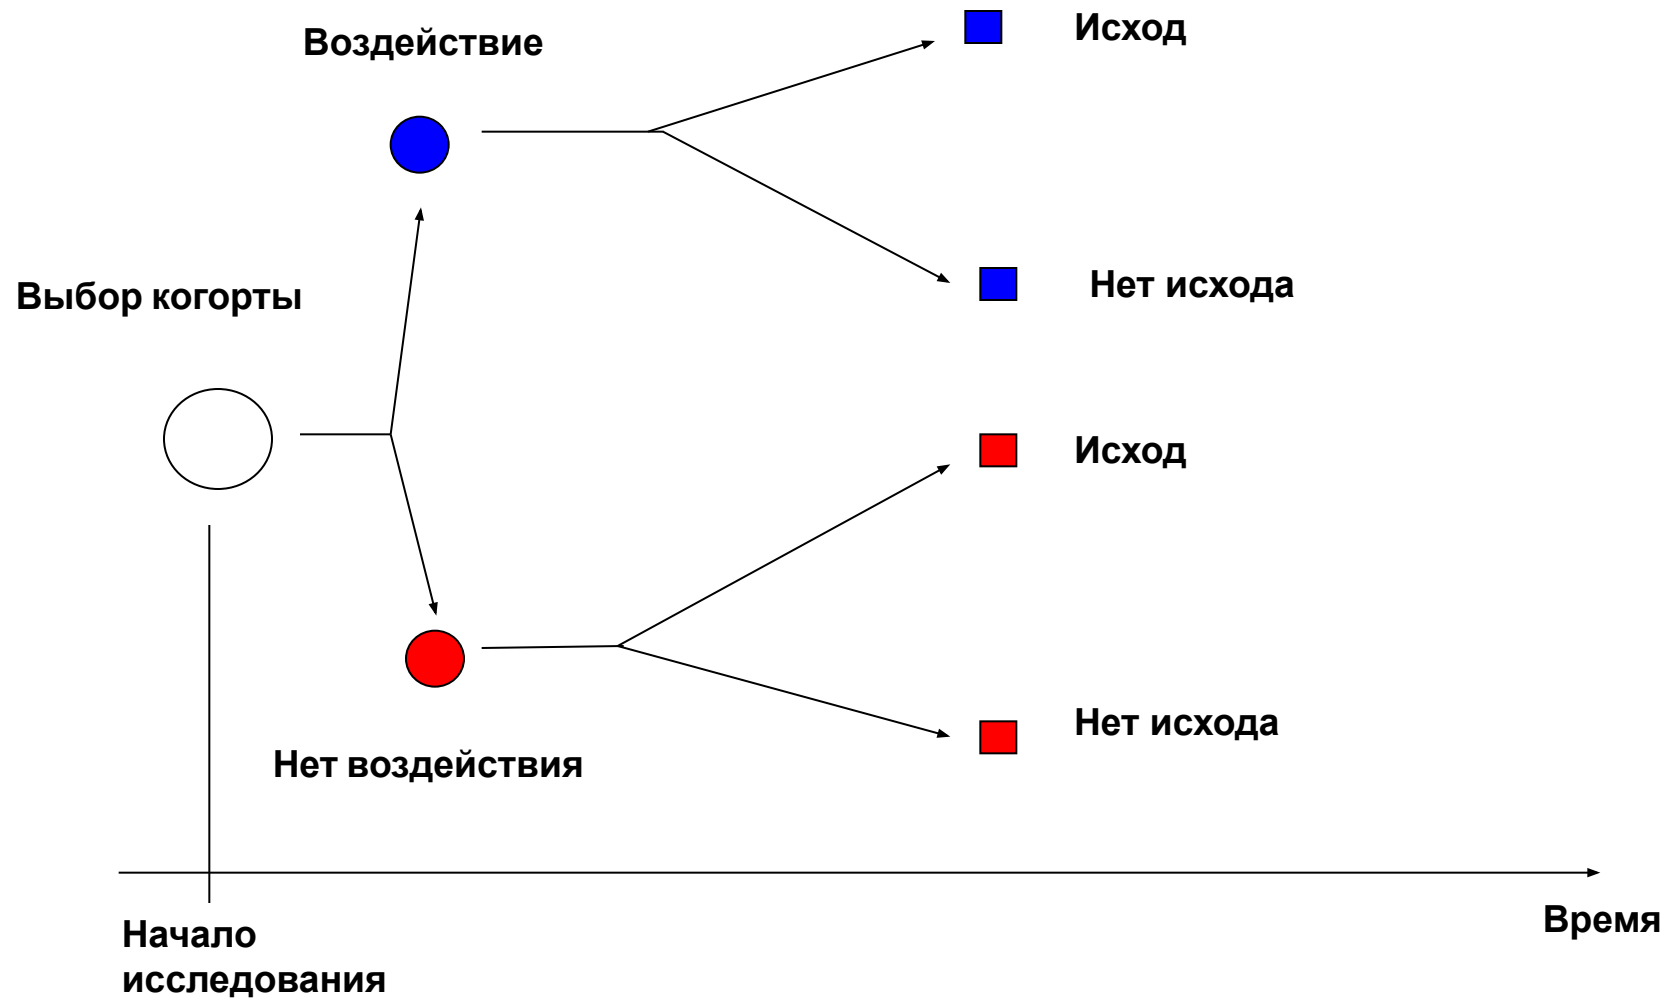 Исход
Воздействие
Нет исхода
Выбор когорты
Исход
Нет исхода
Нет воздействия
Время
Начало
исследования